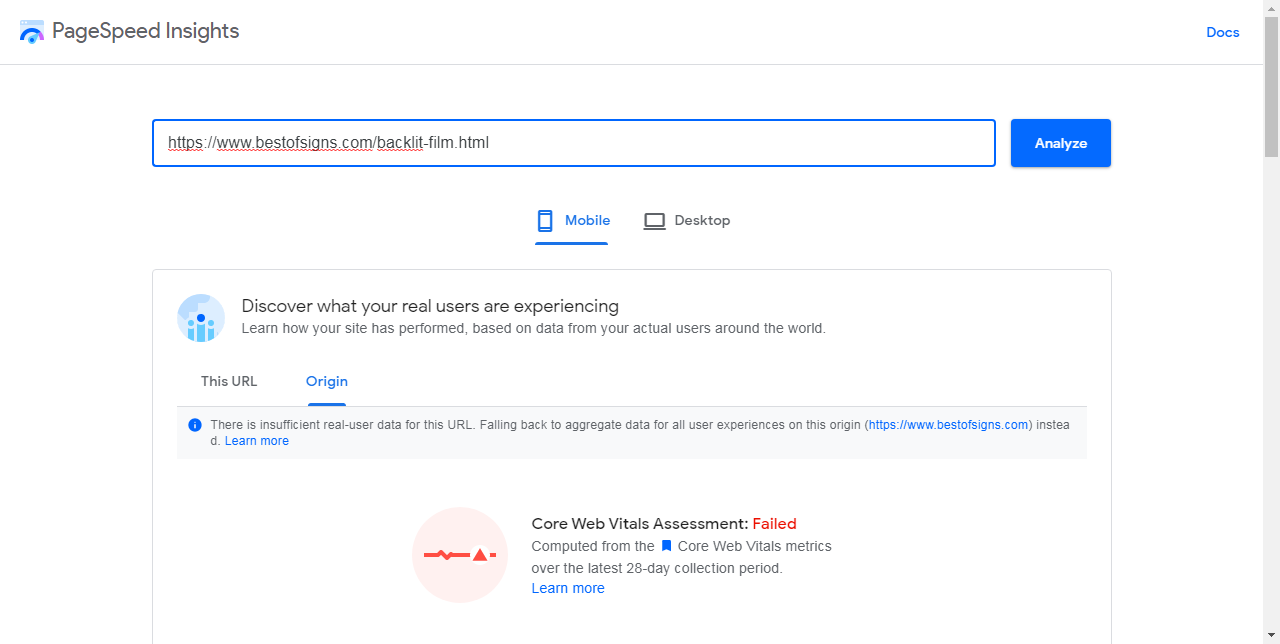 PageSpeed Insights
Docs
https://www.bestofsigns.com/backlit-film.html
Analyze
Mobile
Desktop
Discover what your real users are experiencing
Learn how your site has performed, based on data from your actual users around the world.
This URL
Origin
There is insufficient real-user data for this URL. Falling back to aggregate data for all user experiences on this origin (https://www.bestofsigns.com) instea
d. Learn more
Core Web Vitals Assessment: Failed
Computed from the Core Web Vitals metrics
over the latest 28-day collection period.
Learn more